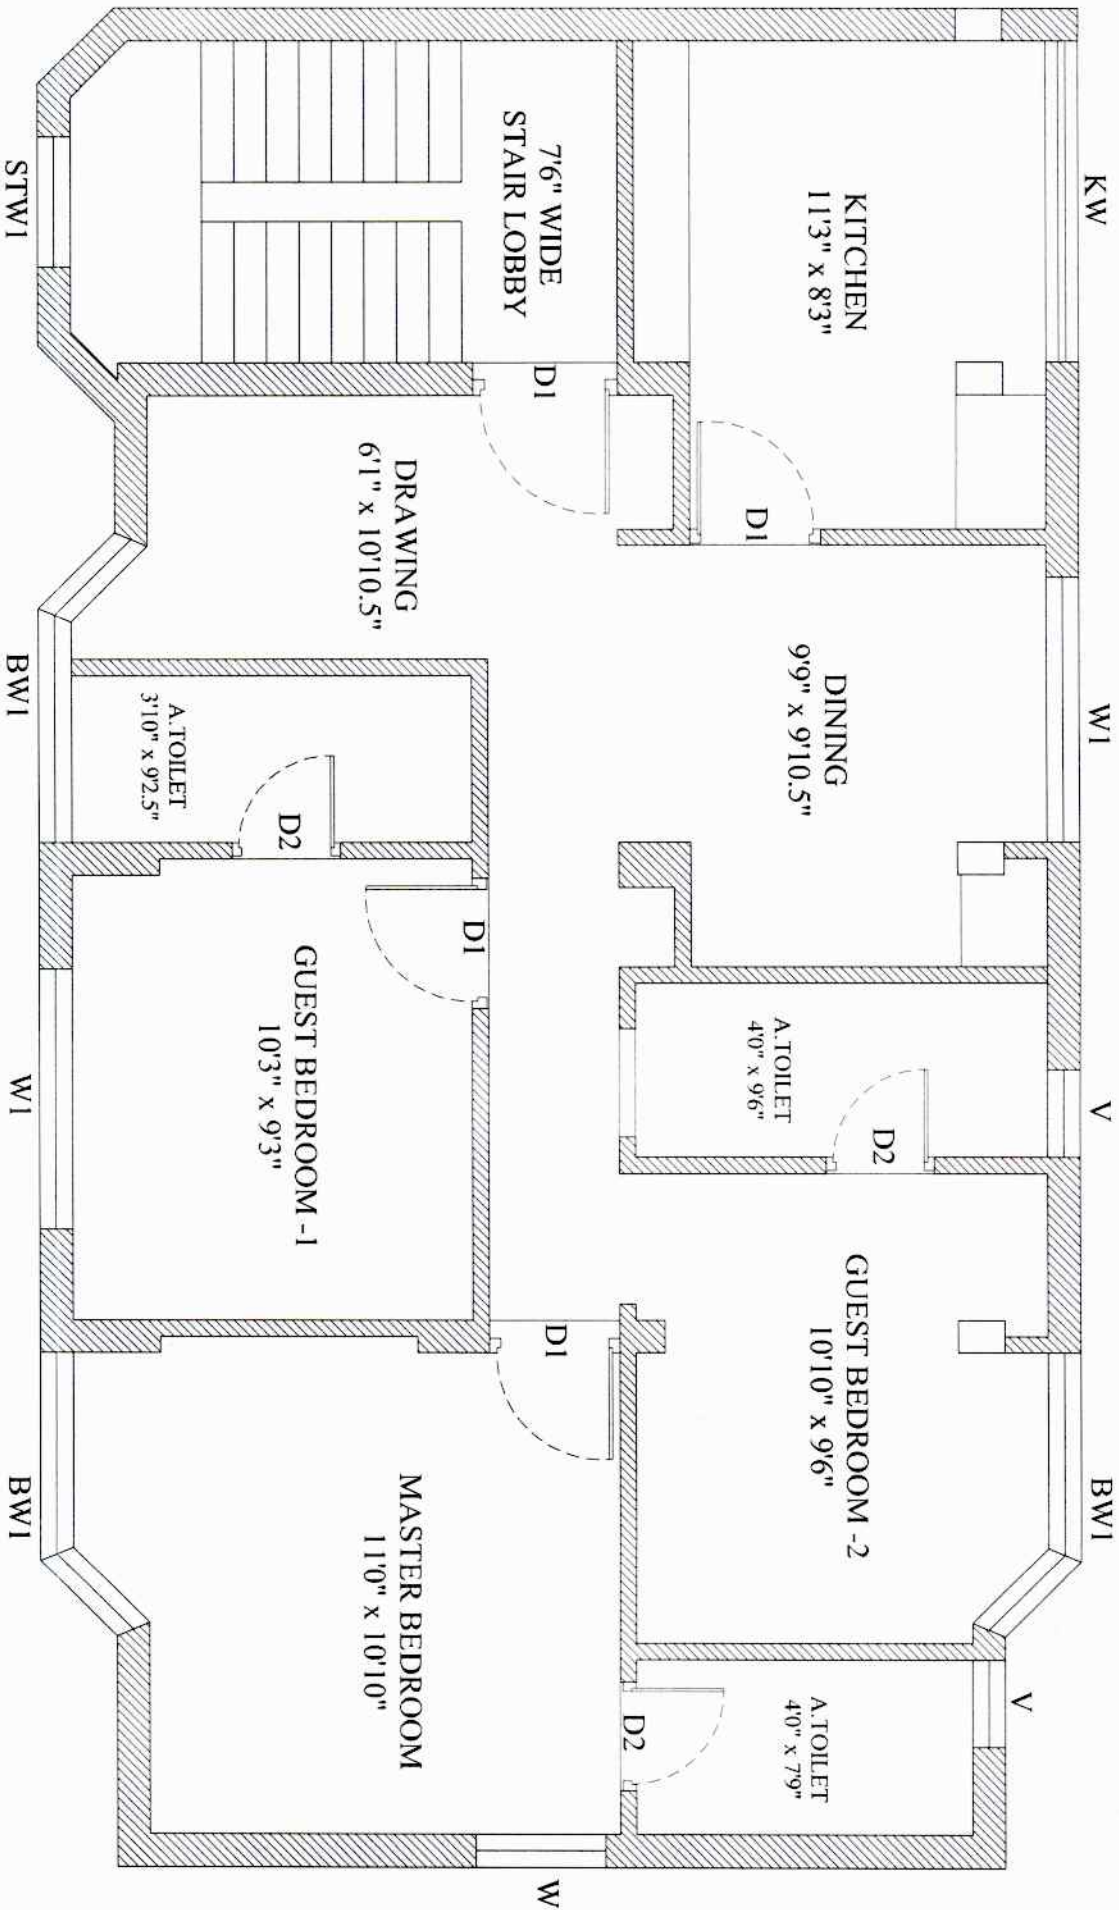 KW
W1
V
BW1
V
KITCHEN
11'3" x 8'3"
DINING
9'9" x 9'10.5"
A.TOILET
4'0" x 9'6"
GUEST BEDROOM -2
10'10" x 9'6"
A.TOILET
4'0" x 7'9"
D1
D2
D2
7'6" WIDE
STAIR LOBBY
D1
D1
D1
W
DRAWING
6'1" x 10'10.5"
A.TOILET
3'10" x 9'2.5"
D2
GUEST BEDROOM -1
10'3" x 9'3"
MASTER BEDROOM
11'0" x 10'10"
STW1
BW1
W1
BW1